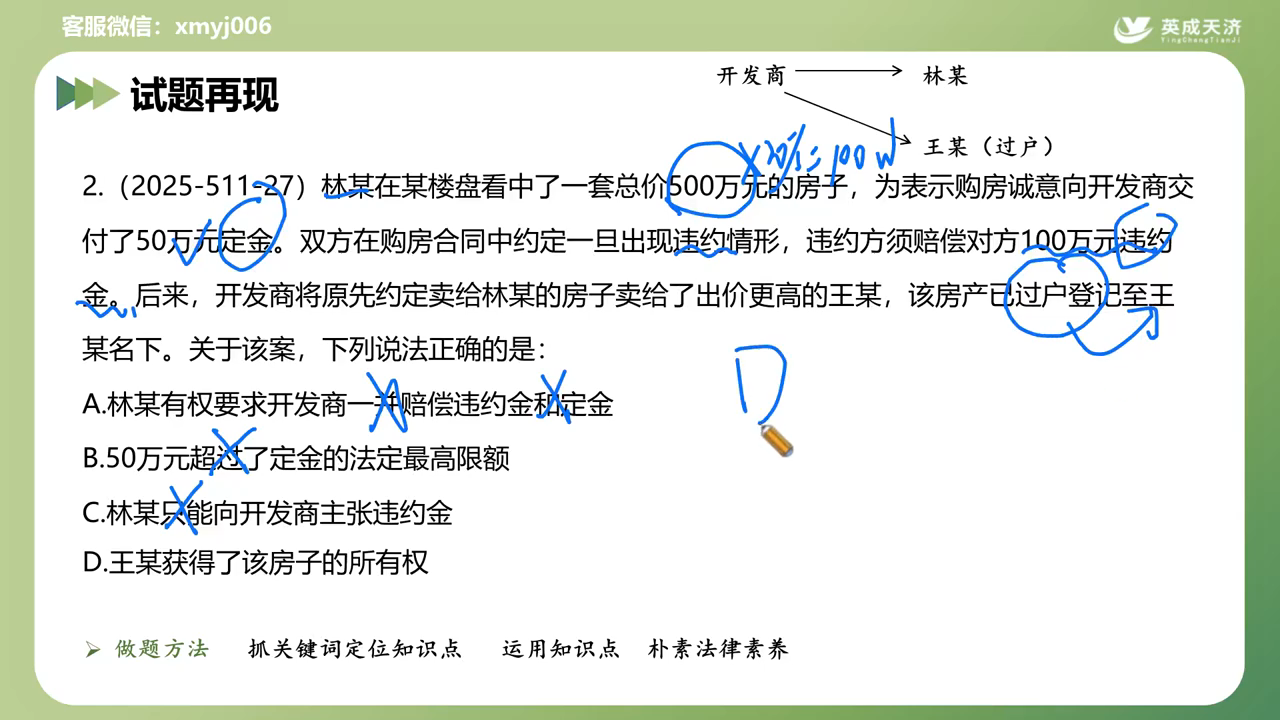 客服微信：xmyj006
英成天济
YingChengTianJi
试题再现
开发商
林某
王某（过户）
×20%=100w
2.（2025-511-27）林某在某楼盘看中了一套总价500万元的房子，为表示购房诚意向开发商交
付了50万元定金。双方在购房合同中约定一旦出现违约情形，违约方须赔偿对方100万元违约
金。后来，开发商将原先约定卖给林某的房子卖给了出价更高的王某，该房产已过户登记至王
某名下。关于该案，下列说法正确的是：
A.林某有权要求开发商一并赔偿违约金和定金
D
B.50万元超过了定金的法定最高限额
C.林某只能向开发商主张违约金
D.王某获得了该房子的所有权
做题方法 抓关键词定位知识点 运用知识点 朴素法律素养